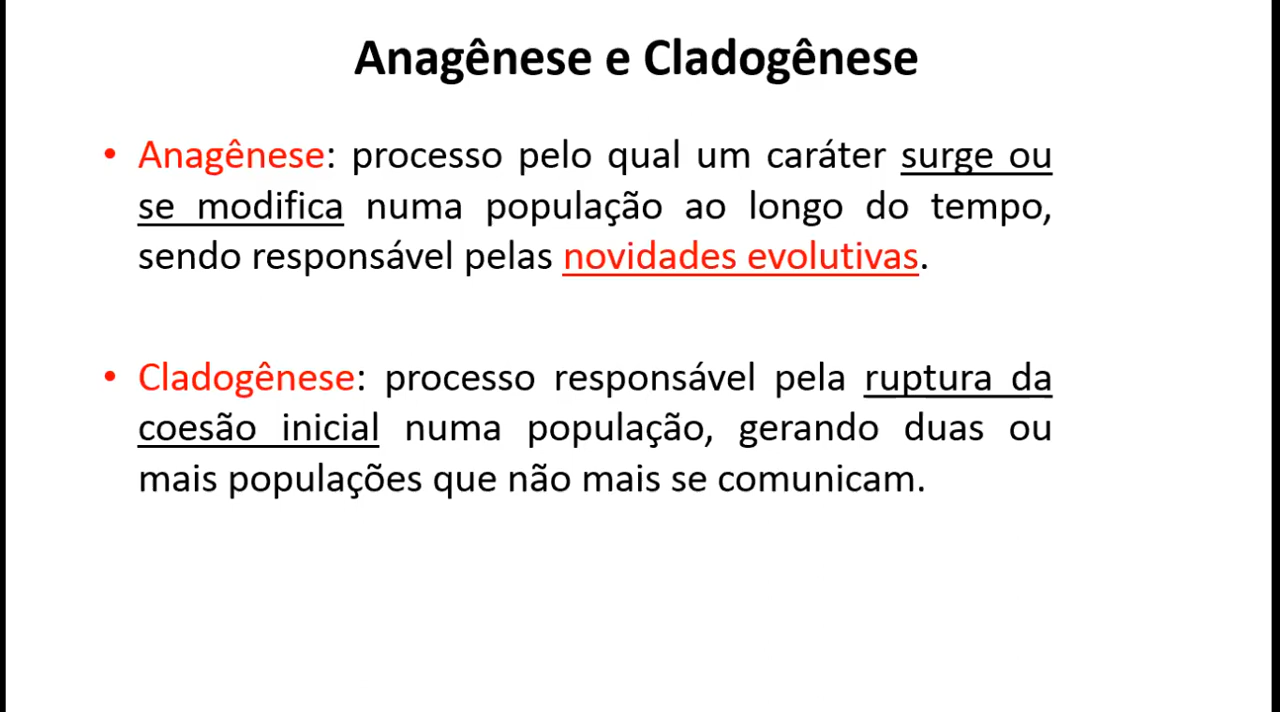 Anagênese e Cladogênese
• Anagênese: processo pelo qual um caráter surge ou
se modifica numa população ao longo do tempo,
sendo responsável pelas novidades evolutivas.
• Cladogênese: processo responsável pela ruptura da
coesão inicial numa população, gerando duas ou
mais populações que não mais se comunicam.